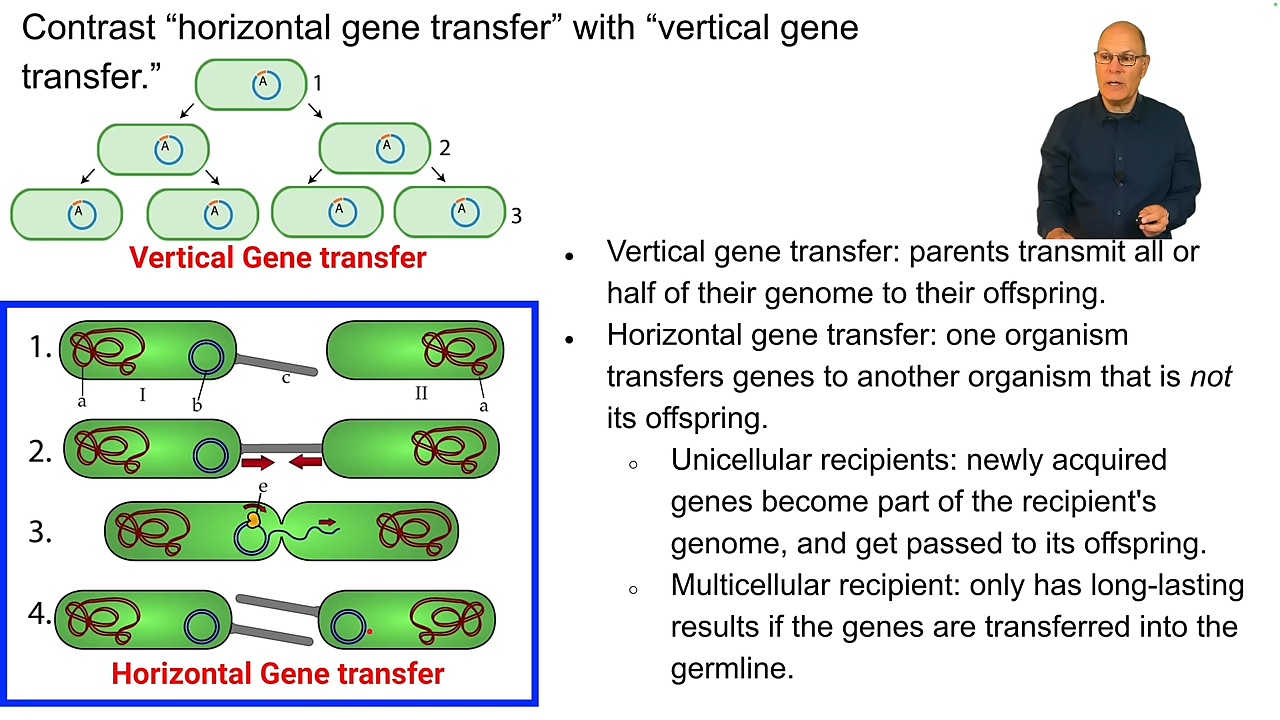 Contrast “horizontal gene transfer” with “vertical gene
transfer.”
A
1
A
A
2
A
A
A
A
3
Vertical Gene transfer
1.
a
I
b
c
II
a
2.
3.
e
4.
Horizontal Gene transfer
● Vertical gene transfer: parents transmit all or
half of their genome to their offspring.
● Horizontal gene transfer: one organism
transfers genes to another organism that is not
its offspring.
○ Unicellular recipients: newly acquired
genes become part of the recipient's
genome, and get passed to its offspring.
○ Multicellular recipient: only has long-lasting
results if the genes are transferred into the
germline.